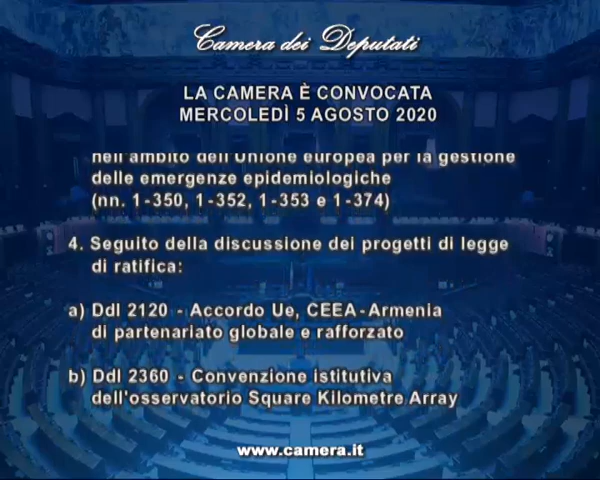 Camera dei Deputati
LA CAMERA È CONVOCATA
MERCOLEDÌ 5 AGOSTO 2020
nell'ambito dell'Unione europea per la gestione
delle emergenze epidemiologiche
(nn. 1-350, 1-352, 1-353 e 1-374)
4. Seguito della discussione dei progetti di legge
di ratifica:
a) Ddl 2120 - Accordo Ue, CEEA-Armenia
di partenariato globale e rafforzato
b) Ddl 2360 - Convenzione istitutiva
dell'osservatorio Square Kilometre Array
www.camera.it